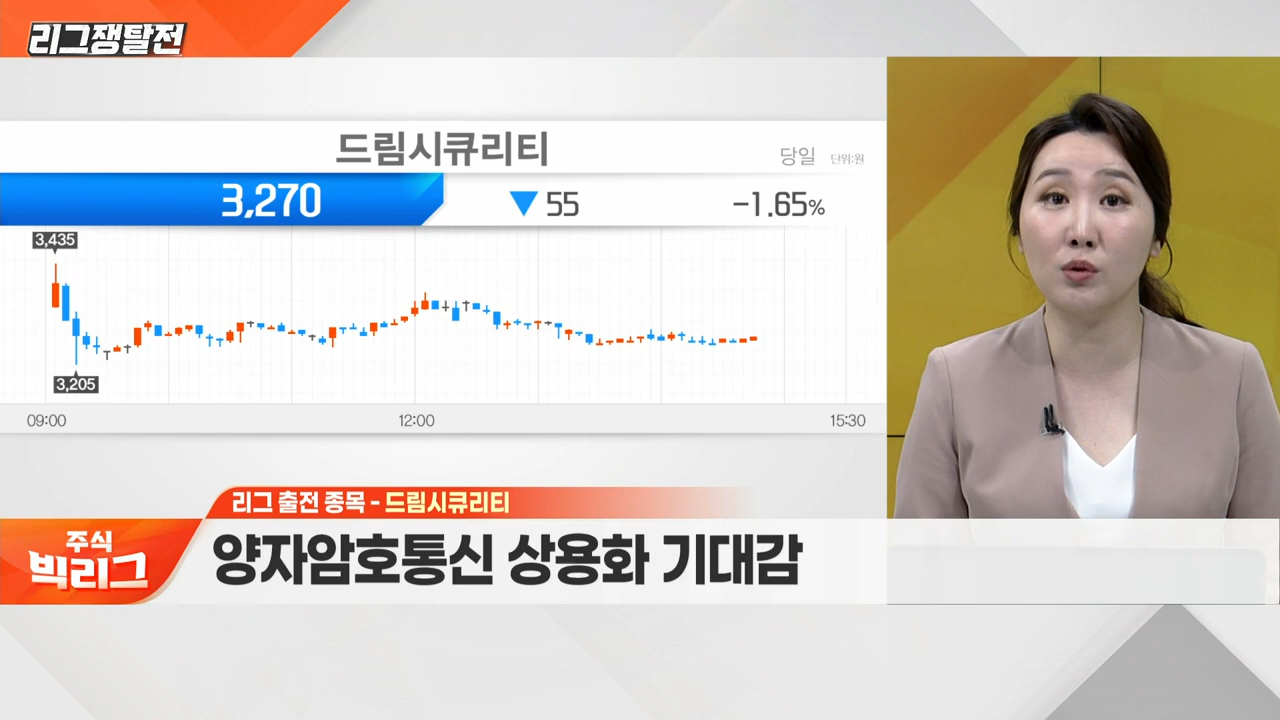 리그쟁탈전
드림시큐리티
당일 단위:원
3,270 ▼ 55 -1.65%
3,435
3,205
09:00 12:00 15:30
리그 출전 종목 - 드림시큐리티
주식
빅리그
양자암호통신 상용화 기대감